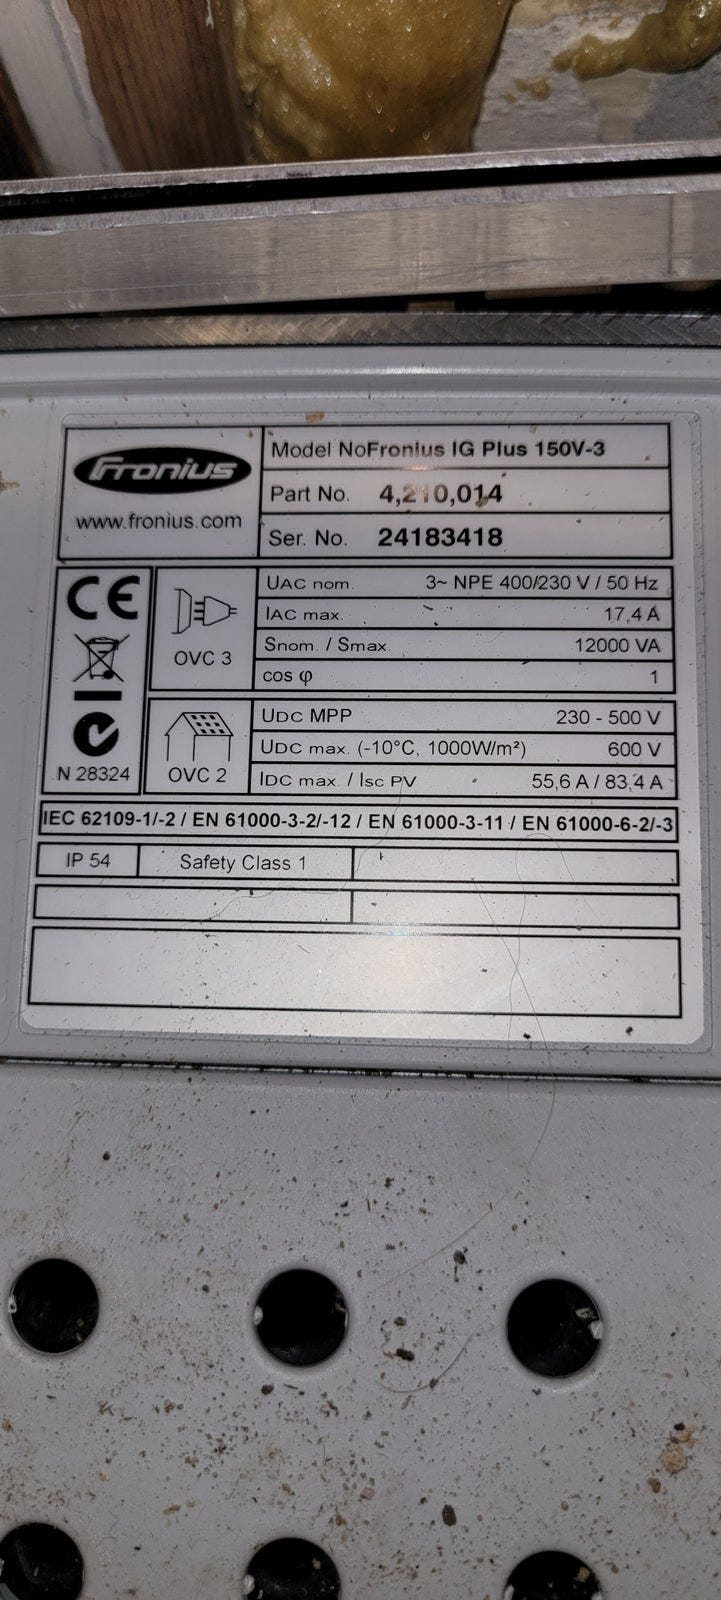 Fronius
www.fronius.com
Model No Fronius IG Plus 150V-3
Part No. 4,210,014
Ser. No. 24183418
CE
N 28324
OVC 3
UAC nom. 3~ NPE 400/230 V / 50 Hz
IAC max. 17,4 A
Snom. / Smax. 12000 VA
cos φ 1
OVC 2
UDC MPP 230 - 500 V
UDC max. (-10°C, 1000W/m²) 600 V
IDC max. / ISC PV 55,6 A / 83,4 A
IEC 62109-1/-2 / EN 61000-3-2/-12 / EN 61000-3-11 / EN 61000-6-2/-3
IP 54 Safety Class 1